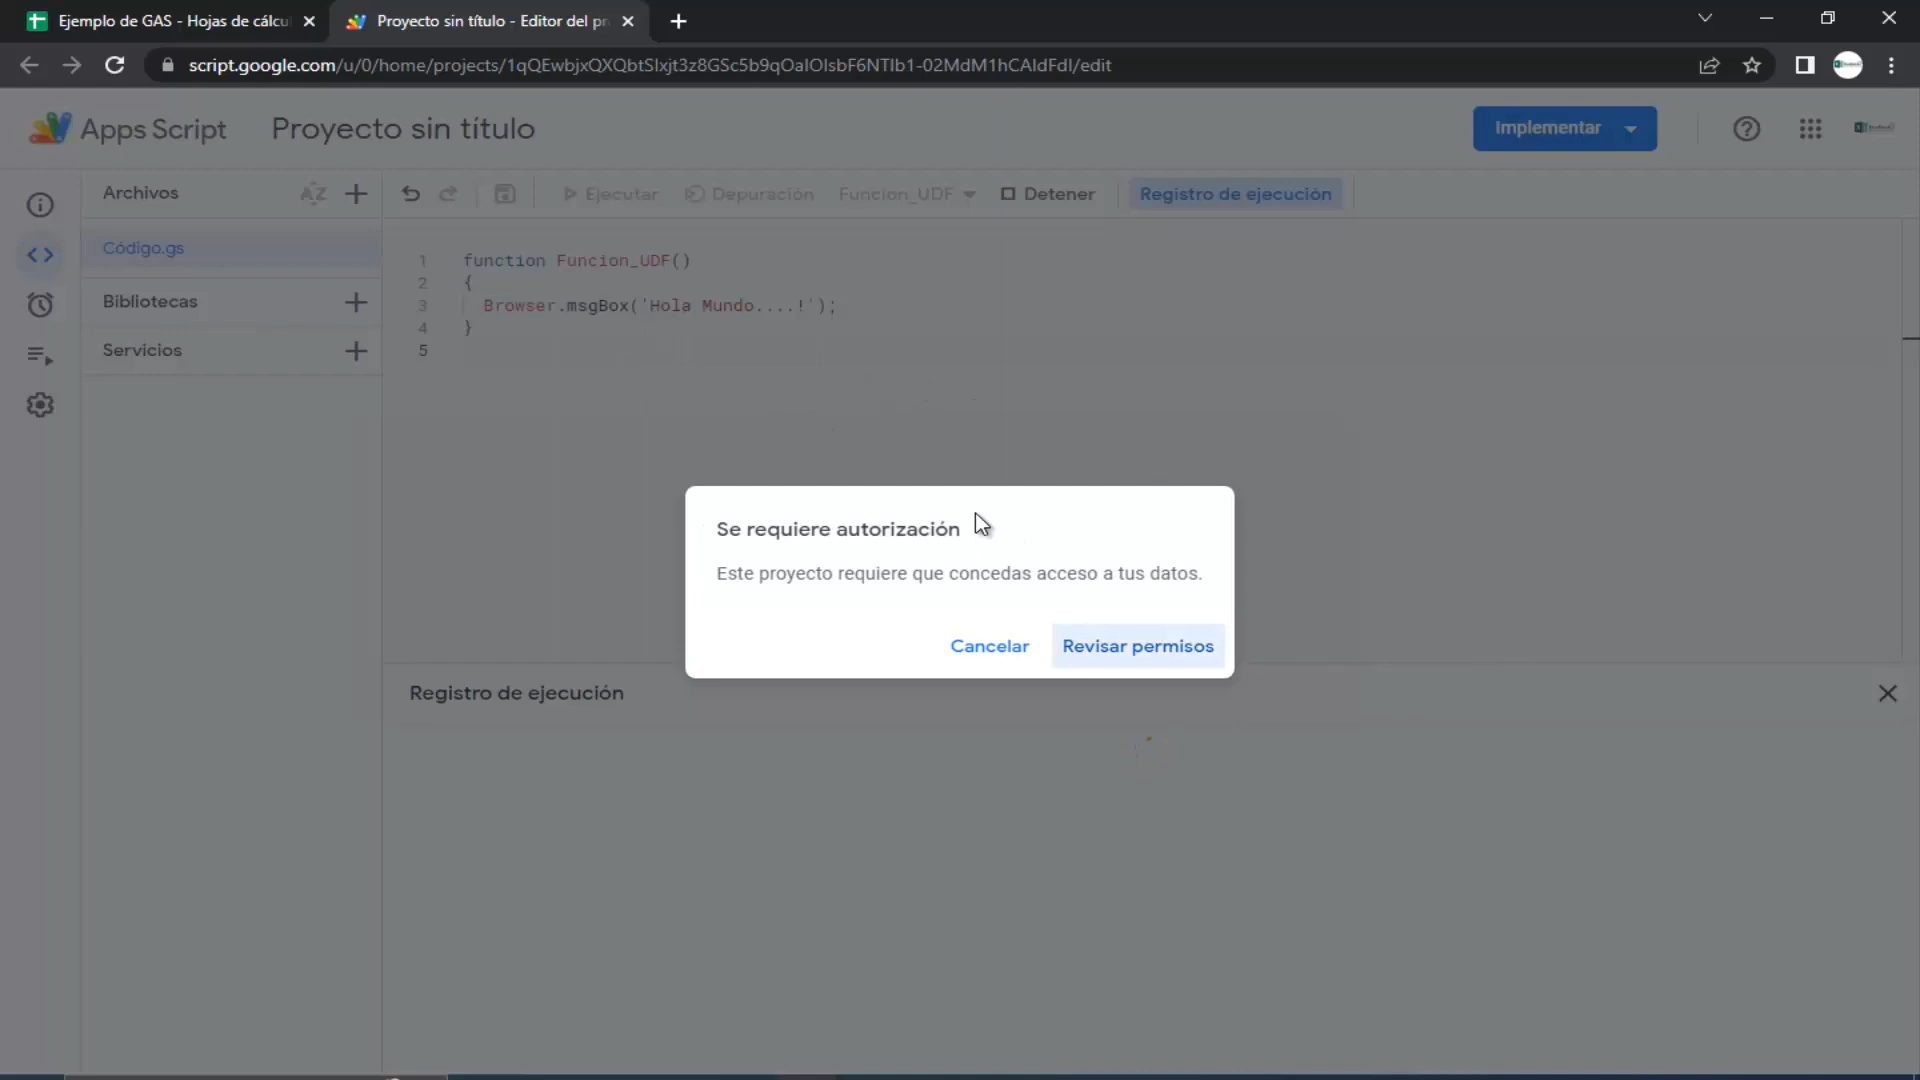 Ejemplo de GAS - Hojas de cálcu
Proyecto sin título - Editor del pr
script.google.com/u/0/home/projects/1qQEwbjxQXQbtSIxjt3z8GSc5b9qOaIOIsbF6NTIb1-02MdM1hCAIdFdI/edit
Apps Script
Proyecto sin título
Implementar
Archivos
AZ
Ejecutar
Depuración
Funcion_UDF
Detener
Registro de ejecución
Código.gs
Bibliotecas
Servicios
1 function Funcion_UDF()
2 {
3 Browser.msgBox('Hola Mundo....!');
4 }
5
Se requiere autorización
Este proyecto requiere que concedas acceso a tus datos.
Cancelar
Revisar permisos
Registro de ejecución